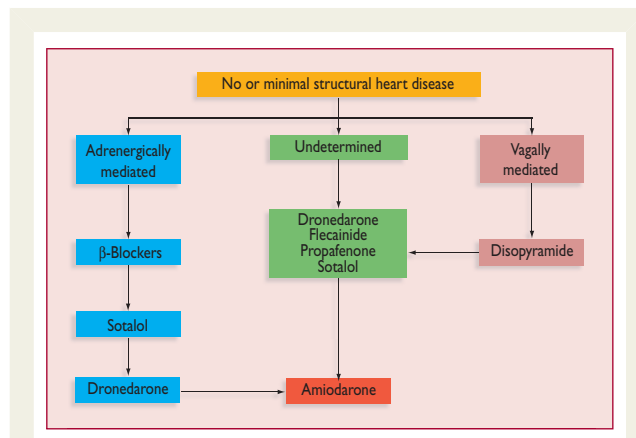 No or minimal structural heart disease
Adrenergically
mediated
Undetermined
Vagally
mediated
Dronedarone
Flecainide
Propafenone
Sotalol
β-Blockers
Disopyramide
Sotalol
Dronedarone
Amiodarone